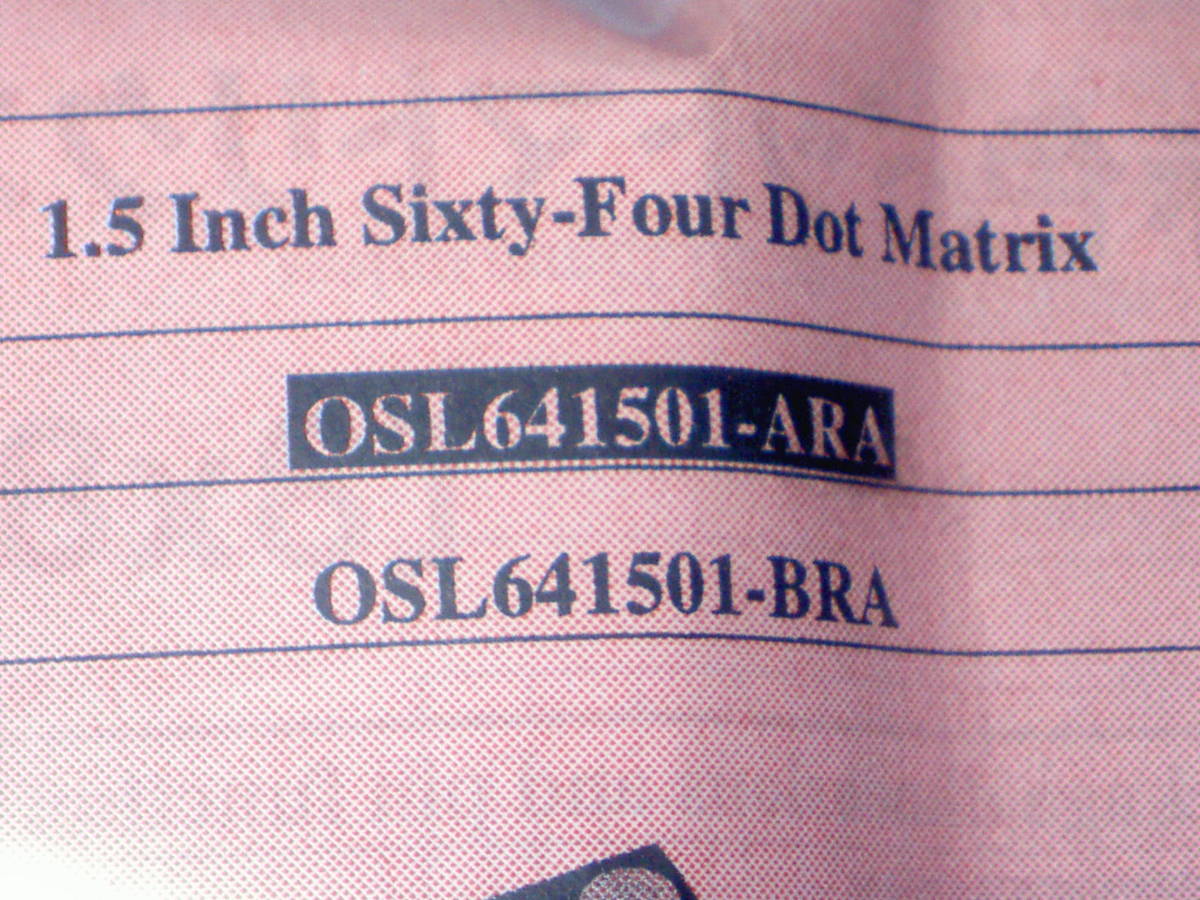 1.5 Inch Sixty-Four Dot Matrix
OSL641501-ARA
OSL641501-BRA